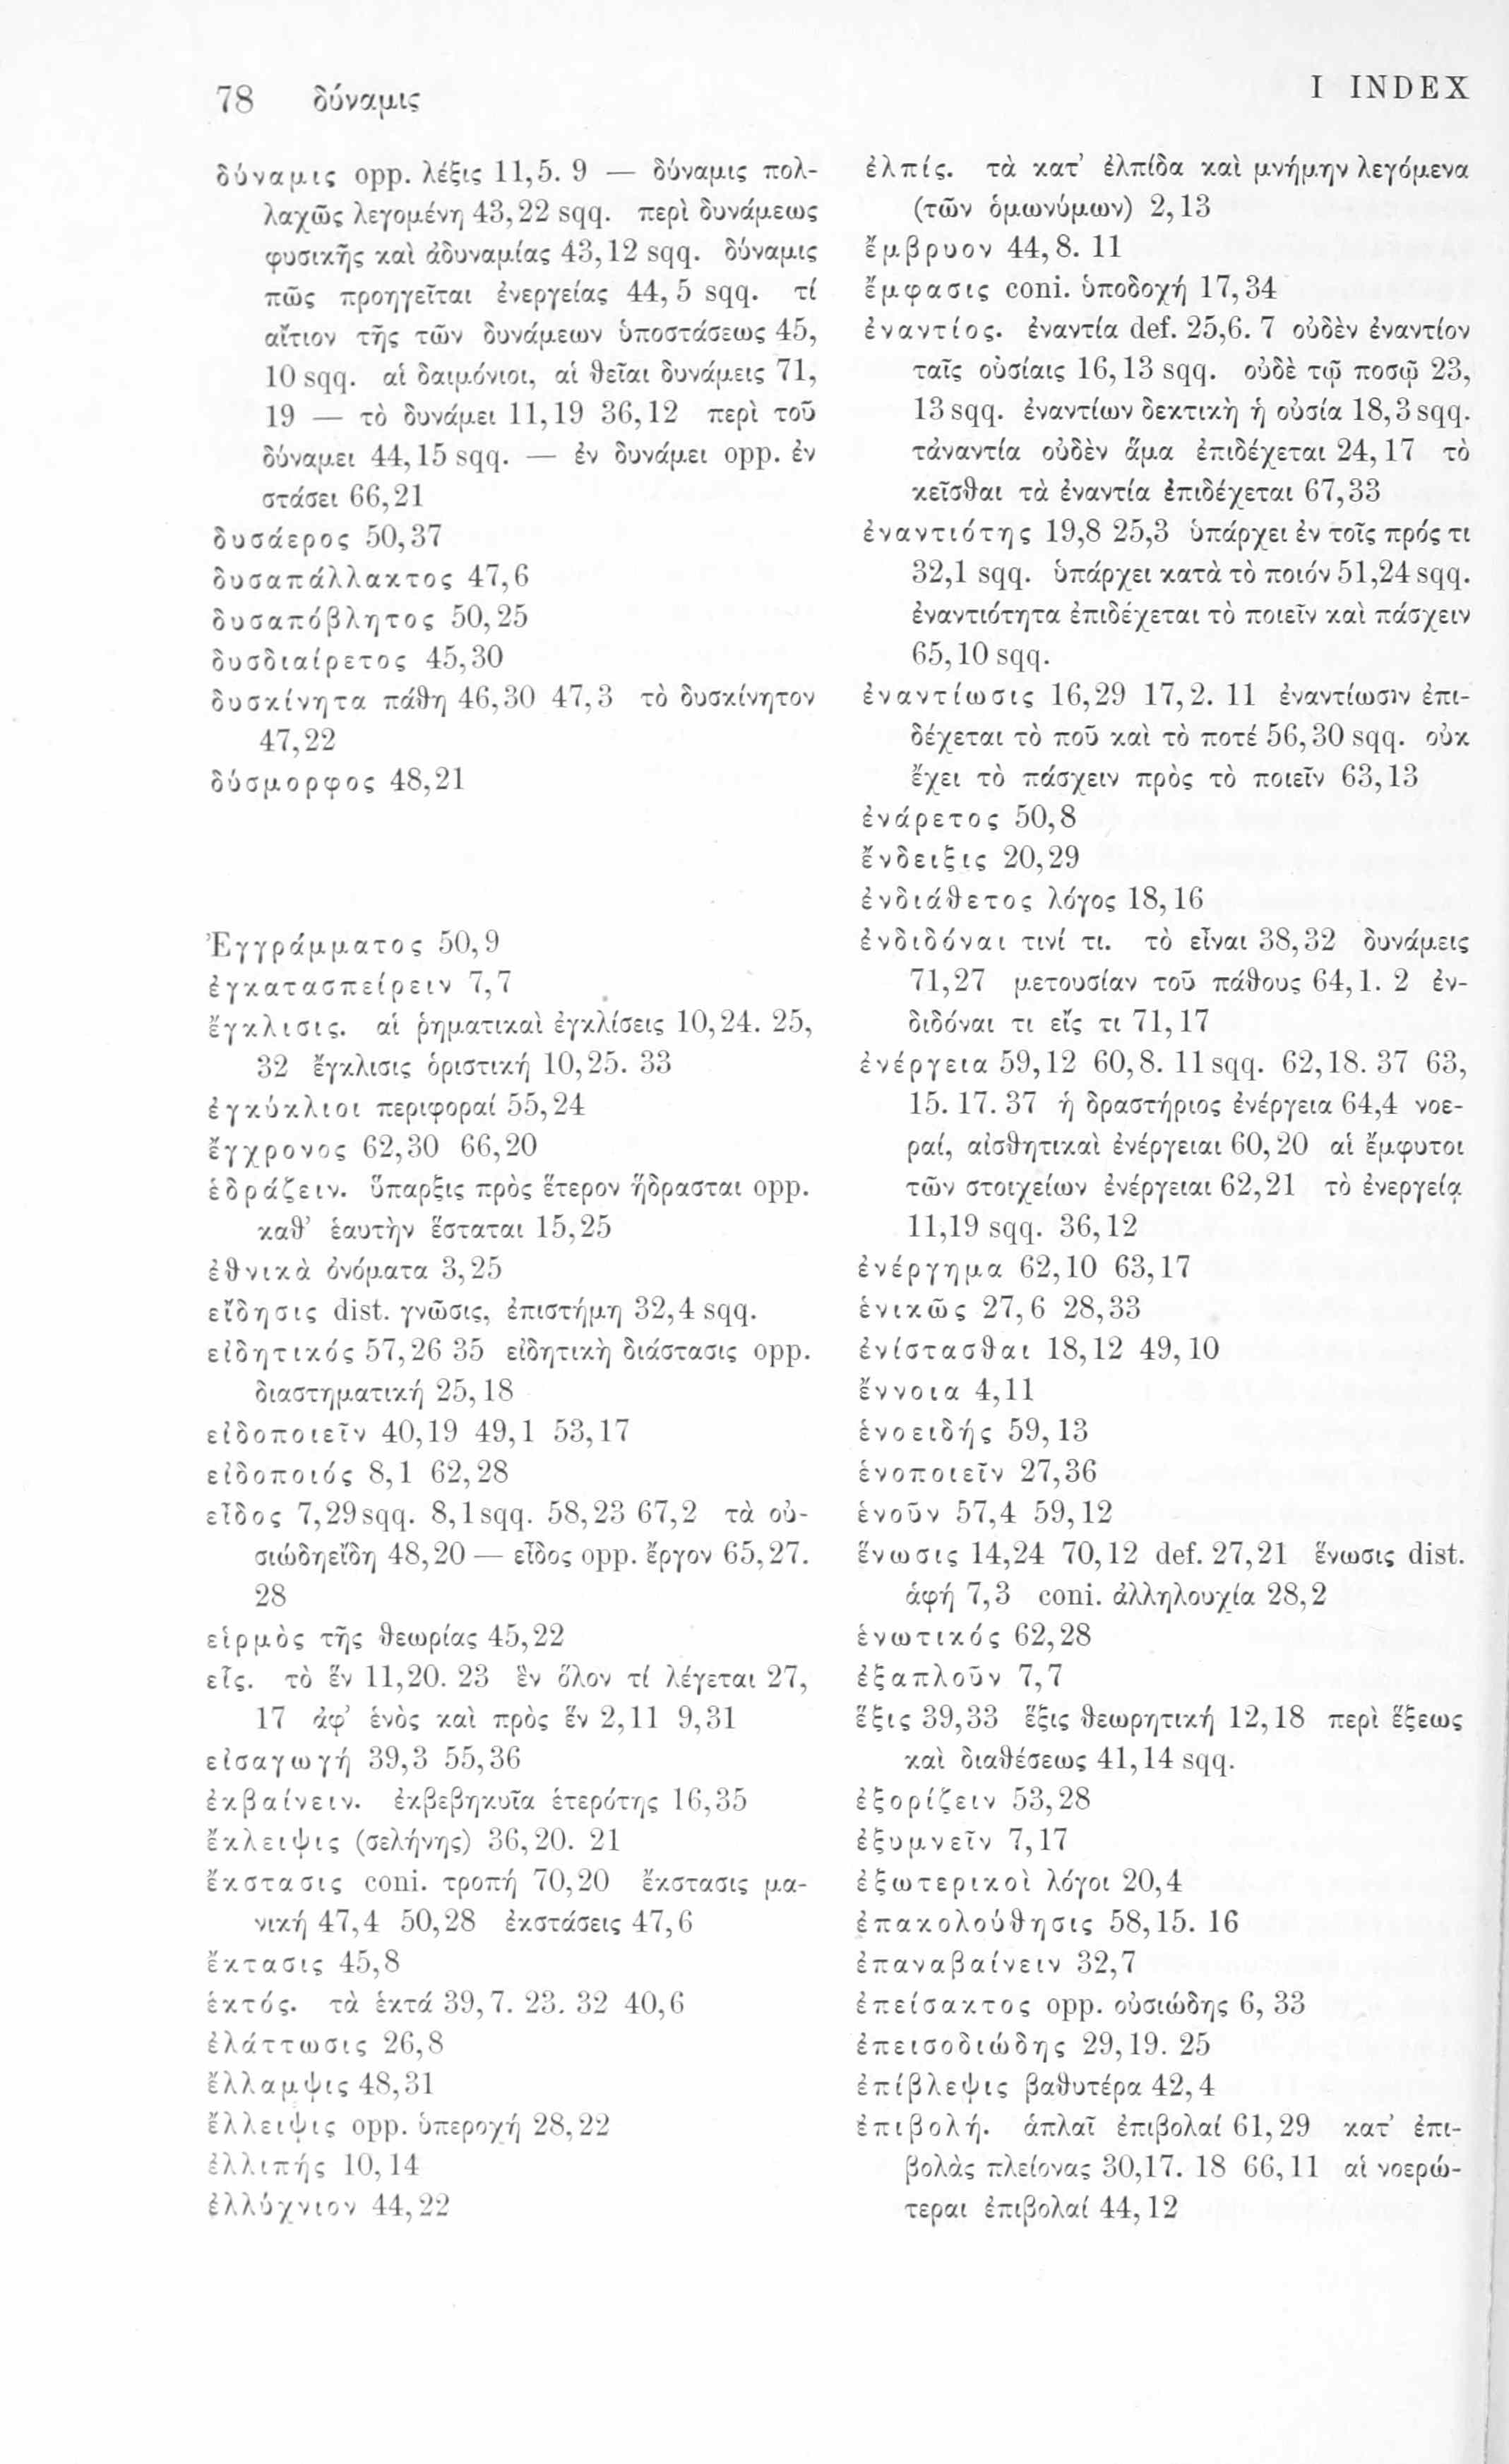 78 δύναμις
I INDEX
δύναμις opp. λέξις 11,5. 9 — δύναμις πολ-
λαχῶς λεγομένη 43,22 sqq. περὶ δυνάμεως
φυσικῆς καὶ ἀδυναμίας 43,12 sqq. δύναμις
πῶς προηγεῖται ἐνεργείας 44,5 sqq. τί
αἴτιον τῆς τῶν δυνάμεων ὑποστάσεως 45,
10 sqq. αἱ δαιμόνιοι, αἱ θεῖαι δυνάμεις 71,
19 — τὸ δυνάμει 11,19 36,12 περὶ τοῦ
δύναμει 44,15 sqq. — ἐν δυνάμει opp. ἐν
στάσει 66,21
δυσάερος 50,37
δυσαπάλλακτος 47,6
δυσαπόβλητος 50,25
δυσδιαίρετος 45,30
δυσκίνητα πάθη 46,30 47,3 τὸ δυσκίνητον
47,22
δύσμορφος 48,21
Ἐγγράμματος 50,9
ἐγκατασπείρειν 7,7
ἔγκλισις. αἱ ῥηματικαὶ ἐγκλίσεις 10,24. 25,
32 ἔγκλισις ὁριστική 10,25. 33
ἐγκύκλιοι περιφοραί 55,24
ἔγχρονος 62,30 66,20
ἑδράζειν. ὕπαρξις πρὸς ἕτερον ἥδρασται opp.
καθ’ ἑαυτὴν ἕσταται 15,25
ἐθνικὰ ὀνόματα 3,25
εἴδησις dist. γνῶσις, ἐπιστήμη 32,4 sqq.
εἰδητικός 57,26 35 εἰδητικὴ διάστασις opp.
διαστηματική 25,18
εἰδοποιεῖν 40,19 49,1 53,17
εἰδοποιός 8,1 62,28
εἶδος 7,29sqq. 8,1sqq. 58,23 67,2 τὰ οὐ-
σιώδηεἴδη 48,20 — εἶδος opp. ἔργον 65,27.
28
εἱρμὸς τῆς θεωρίας 45,22
εἷς. τὸ ἕν 11,20. 23 ἓν ὅλον τί λέγεται 27,
17 ἀφ’ ἑνὸς καὶ πρὸς ἕν 2,11 9,31
εἰσαγωγή 39,3 55,36
ἐκβαίνειν. ἐκβεβηκυῖα ἑτερότης 16,35
ἔκλειψις (σελήνης) 36,20. 21
ἔκστασις coni. τροπή 70,20 ἔκστασις μα-
νική 47,4 50,28 ἐκστάσεις 47,6
ἔκτασις 45,8
ἑκτός. τὰ ἑκτά 39,7. 23. 32 40,6
ἐλάττωσις 26,8
ἔλλαμψις 48,31
ἔλλειψις opp. ὑπεροχή 28,22
ἐλλιπής 10,14
ἐλλύχνιον 44,22
ἐλπίς. τὰ κατ’ ἐλπίδα καὶ μνήμην λεγόμενα
(τῶν ὁμωνύμων) 2,13
ἔμβρυον 44,8. 11
ἔμφασις coni. ὑποδοχή 17,34
ἐναντίος. ἐναντία def. 25,6. 7 οὐδὲν ἐναντίον
ταῖς οὐσίαις 16,13 sqq. οὐδὲ τῷ ποσῷ 23,
13 sqq. ἐναντίων δεκτικὴ ἡ οὐσία 18,3 sqq.
τἀναντία οὐδὲν ἅμα ἐπιδέχεται 24,17 τὸ
κεῖσθαι τὰ ἐναντία ἐπιδέχεται 67,33
ἐναντιότης 19,8 25,3 ὑπάρχει ἐν τοῖς πρός τι
32,1 sqq. ὑπάρχει κατὰ τὸ ποιόν 51,24 sqq.
ἐναντιότητα ἐπιδέχεται τὸ ποιεῖν καὶ πάσχειν
65,10 sqq.
ἐναντίωσις 16,29 17,2. 11 ἐναντίωσιν ἐπι-
δέχεται τὸ ποῦ καὶ τὸ ποτέ 56,30 sqq. οὐκ
ἔχει τὸ πάσχειν πρὸς τὸ ποιεῖν 63,13
ἐνάρετος 50,8
ἔνδειξις 20,29
ἐνδιάθετος λόγος 18,16
ἐνδιδόναι τινί τι. τὸ εἶναι 38,32 δυνάμεις
71,27 μετουσίαν τοῦ πάθους 64,1. 2 ἐν-
διδόναι τι εἴς τι 71,17
ἐνέργεια 59,12 60,8. 11 sqq. 62,18. 37 63,
15. 17. 37 ἡ δραστήριος ἐνέργεια 64,4 νοε-
ραί, αἰσθητικαὶ ἐνέργειαι 60,20 αἱ ἔμφυτοι
τῶν στοιχείων ἐνέργειαι 62,21 τὸ ἐνεργείᾳ
11,19 sqq. 36,12
ἐνέργημα 62,10 63,17
ἑνικῶς 27,6 28,33
ἐνίστασθαι 18,12 49,10
ἔννοια 4,11
ἑνοειδής 59,13
ἑνοποιεῖν 27,36
ἑνοῦν 57,4 59,12
ἕνωσις 14,24 70,12 def. 27,21 ἕνωσις dist.
ἁφή 7,3 coni. ἀλληλουχία 28,2
ἑνωτικός 62,28
ἐξαπλοῦν 7,7
ἕξις 39,33 ἕξις θεωρητική 12,18 περὶ ἕξεως
καὶ διαθέσεως 41,14 sqq.
ἐξορίζειν 53,28
ἐξυμνεῖν 7,17
ἐξωτερικοὶ λόγοι 20,4
ἐπακολούθησις 58,15. 16
ἐπαναβαίνειν 32,7
ἐπείσακτος opp. οὐσιώδης 6, 33
ἐπεισοδιώδης 29,19. 25
ἐπίβλεψις βαθυτέρα 42,4
ἐπιβολή. ἁπλαῖ ἐπιβολαί 61,29 κατ’ ἐπι-
βολὰς πλείονας 30,17. 18 66,11 αἱ νοερώ-
τεραι ἐπιβολαί 44,12